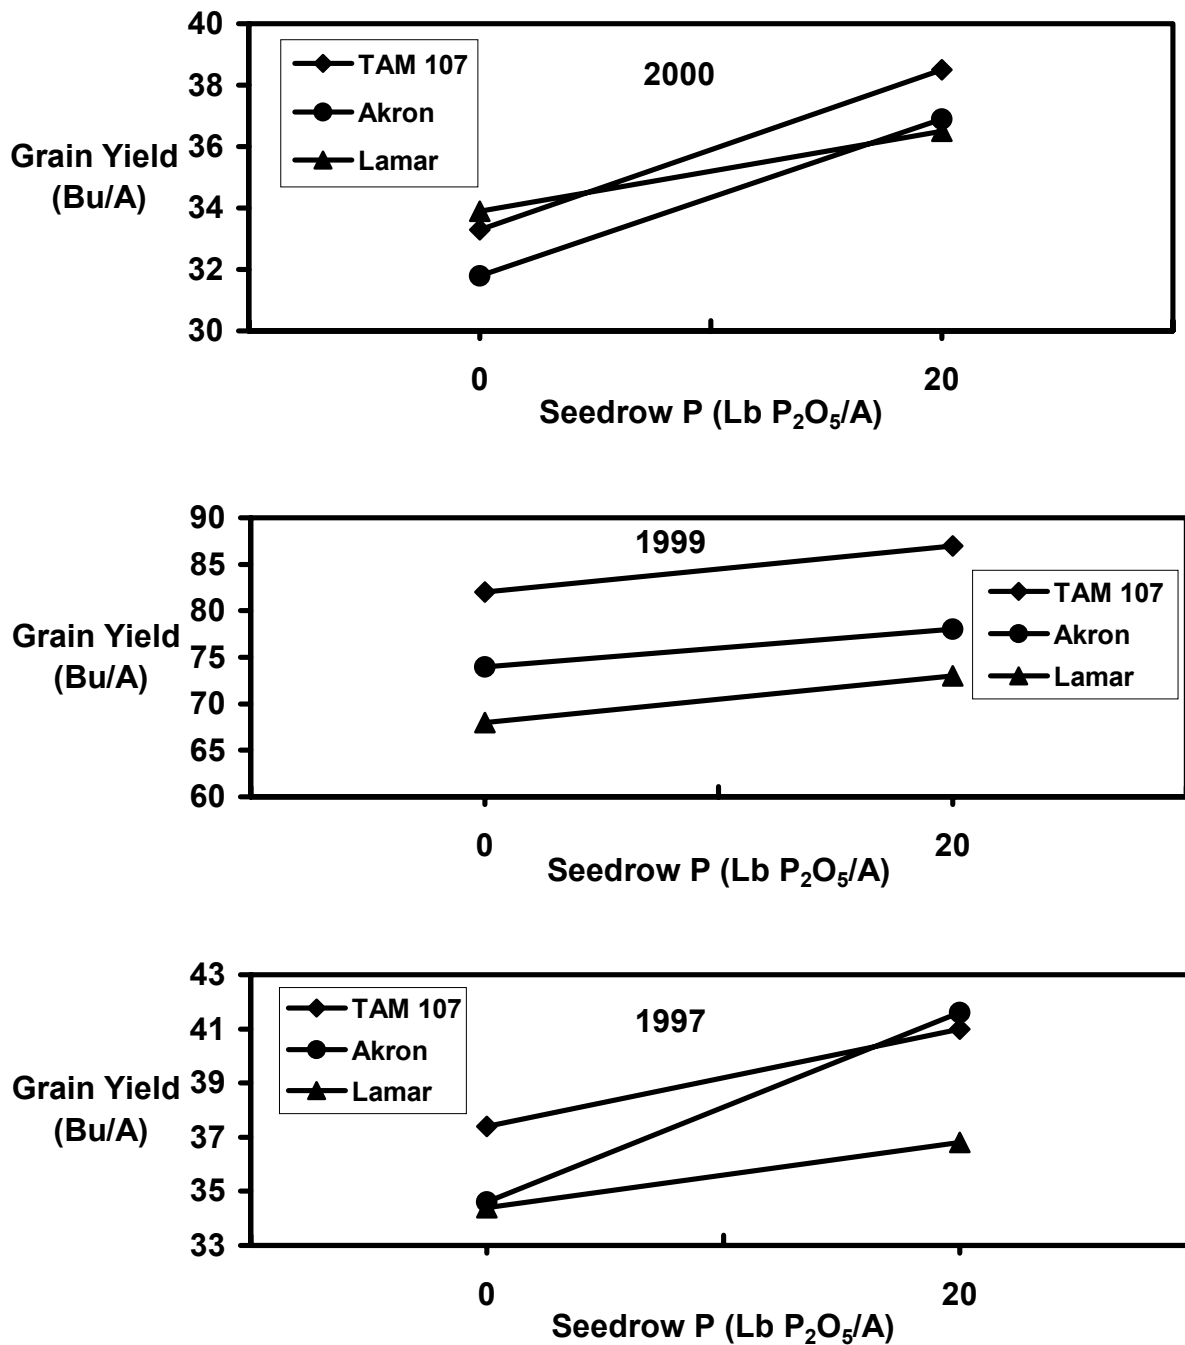 40
38
36
34
32
30
Grain Yield
(Bu/A)
TAM 107
Akron
Lamar
2000
0
20
Seedrow P (Lb P₂O₅/A)
90
85
80
75
70
65
60
Grain Yield
(Bu/A)
1999
TAM 107
Akron
Lamar
0
20
Seedrow P (Lb P₂O₅/A)
43
41
39
37
35
33
Grain Yield
(Bu/A)
TAM 107
Akron
Lamar
1997
0
20
Seedrow P (Lb P₂O₅/A)